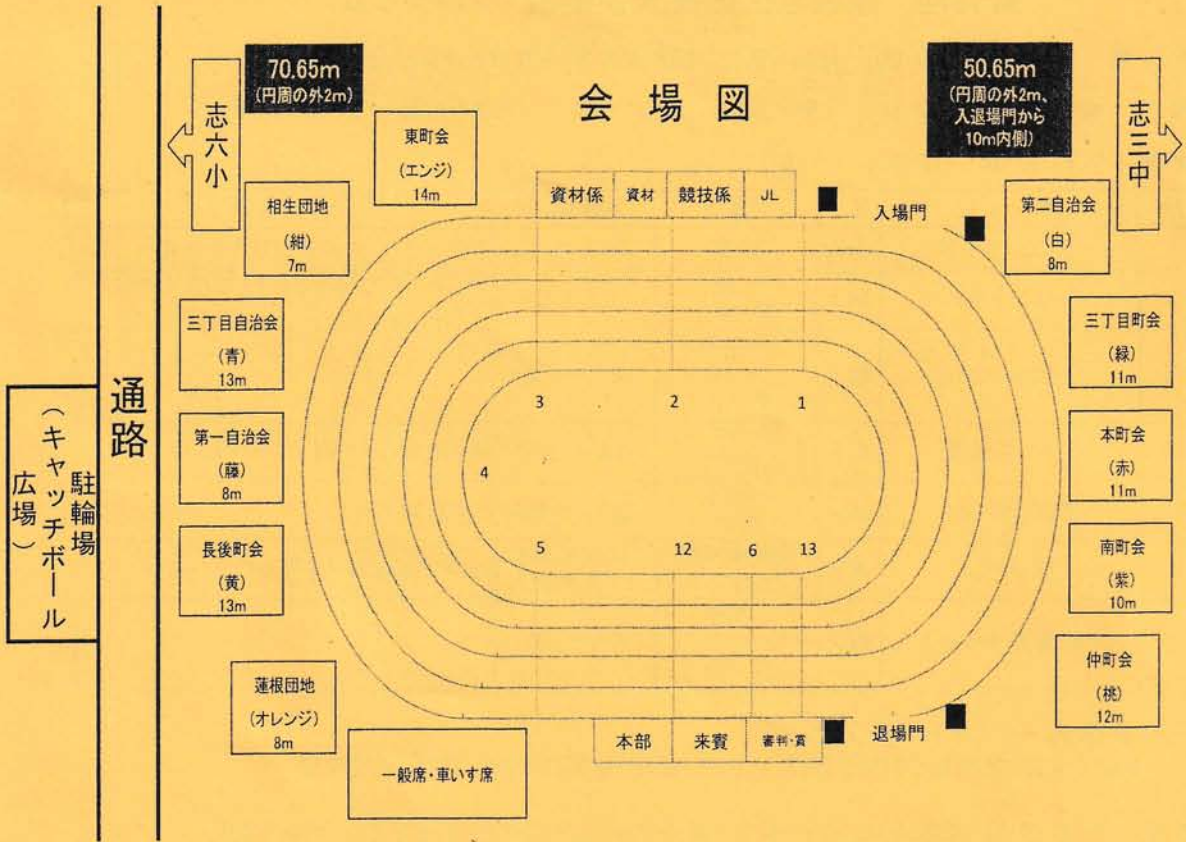 会場図
70.65m
(円周の外2m)
50.65m
(円周の外2m、
入退場門から
10m内側)
志六小
志三中
東町会
(エンジ)
14m
相生団地
(紺)
7m
資材係
資材
競技係
JL
入場門
第二自治会
(白)
8m
三丁目自治会
(青)
13m
三丁目町会
(緑)
11m
通路
駐輪場
(キャッチボール
広場)
3
2
1
第一自治会
(藤)
8m
4
本町会
(赤)
11m
長後町会
(黄)
13m
5
12
6
13
南町会
(紫)
10m
蓮根団地
(オレンジ)
8m
仲町会
(桃)
12m
本部
来賓
審判・賞
退場門
一般席・車いす席